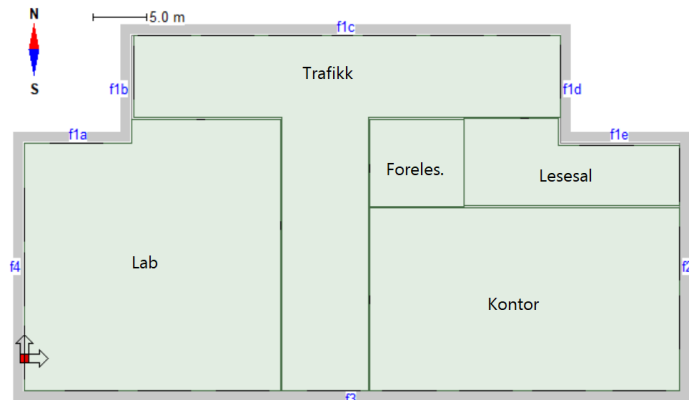 N
S
5.0 m
f1c
Trafikk
f1b
f1d
f1a
f1e
Foreles.
Lesesal
Lab
f4
f2
Kontor
f3